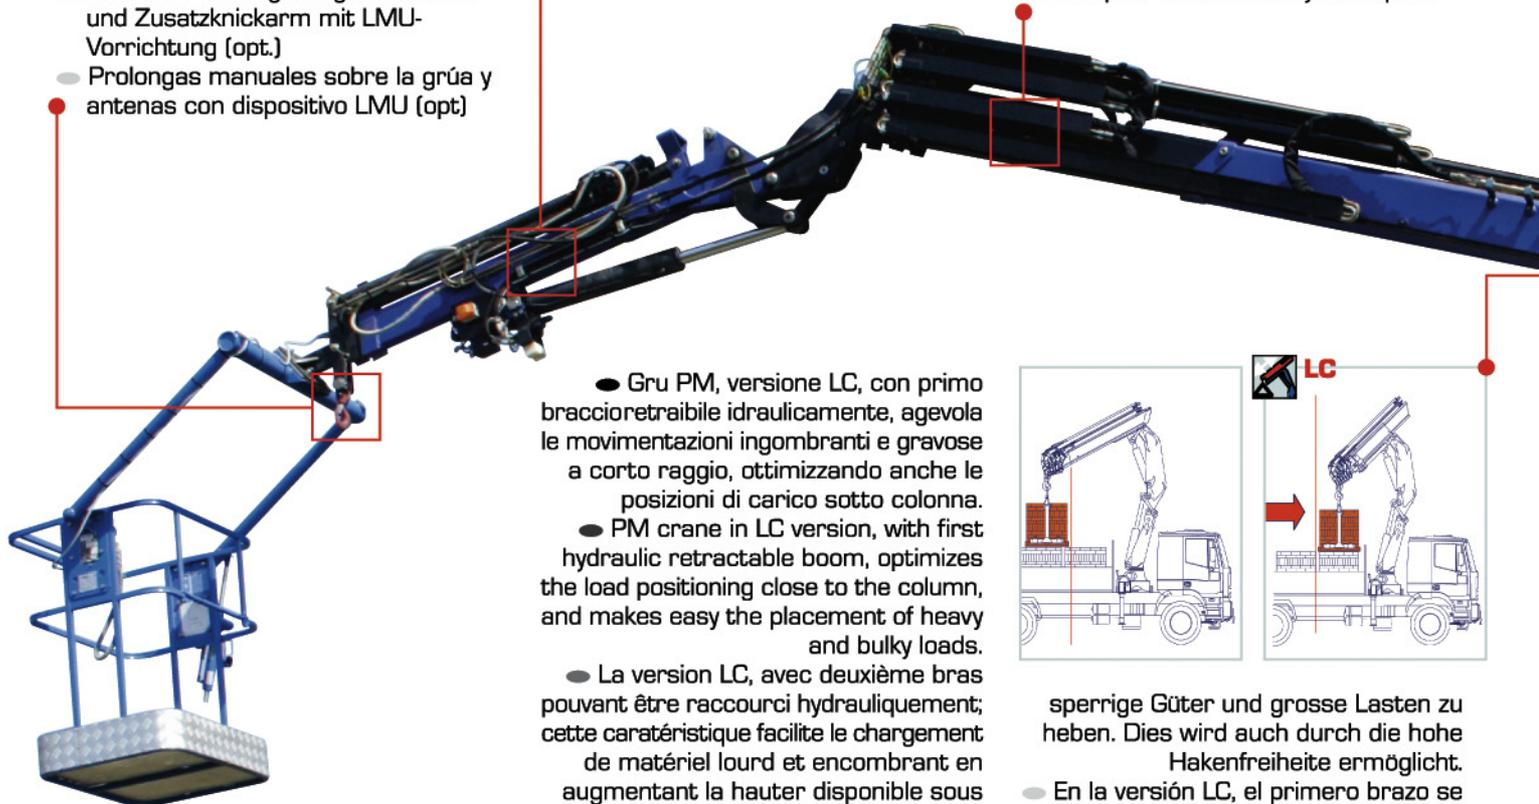 und Zusatzknickarm mit LMU-
Vorrichtung (opt.)
Prolongas manuales sobre la grúa y
antenas con dispositivo LMU (opt)
Gru PM, versione LC, con primo
braccio retraibile idraulicamente, agevola
le movimentazioni ingombranti e gravose
a corto raggio, ottimizzando anche le
posizioni di carico sotto colonna.
PM crane in LC version, with first
hydraulic retractable boom, optimizes
the load positioning close to the column,
and makes easy the placement of heavy
and bulky loads.
La version LC, avec deuxième bras
pouvant être raccourci hydrauliquement;
cette caratéristique facilite le chargement
de matériel lourd et encombrant en
augmentant la hauter disponible sous
LC
sperrige Güter und grosse Lasten zu
heben. Dies wird auch durch die hohe
Hakenfreiheite ermöglicht.
En la versión LC, el primero brazo se